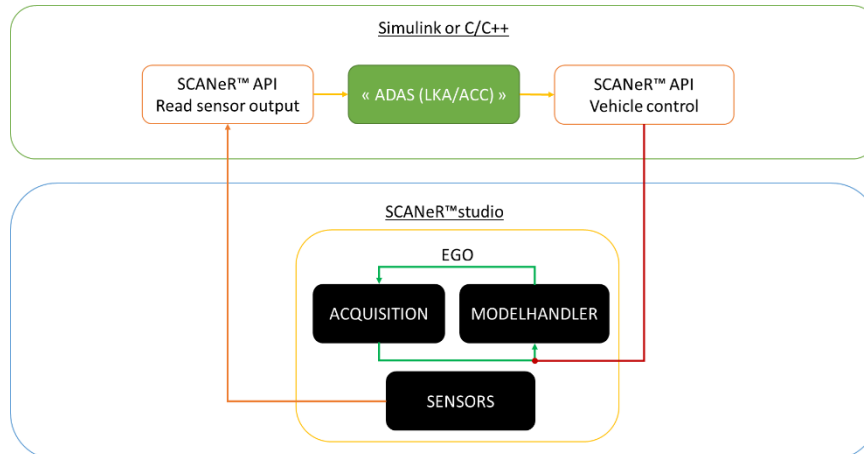 Simulink or C/C++
SCANeR™ API
Read sensor output
« ADAS (LKA/ACC) »
SCANeR™ API
Vehicle control
SCANeR™studio
EGO
ACQUISITION
MODELHANDLER
SENSORS